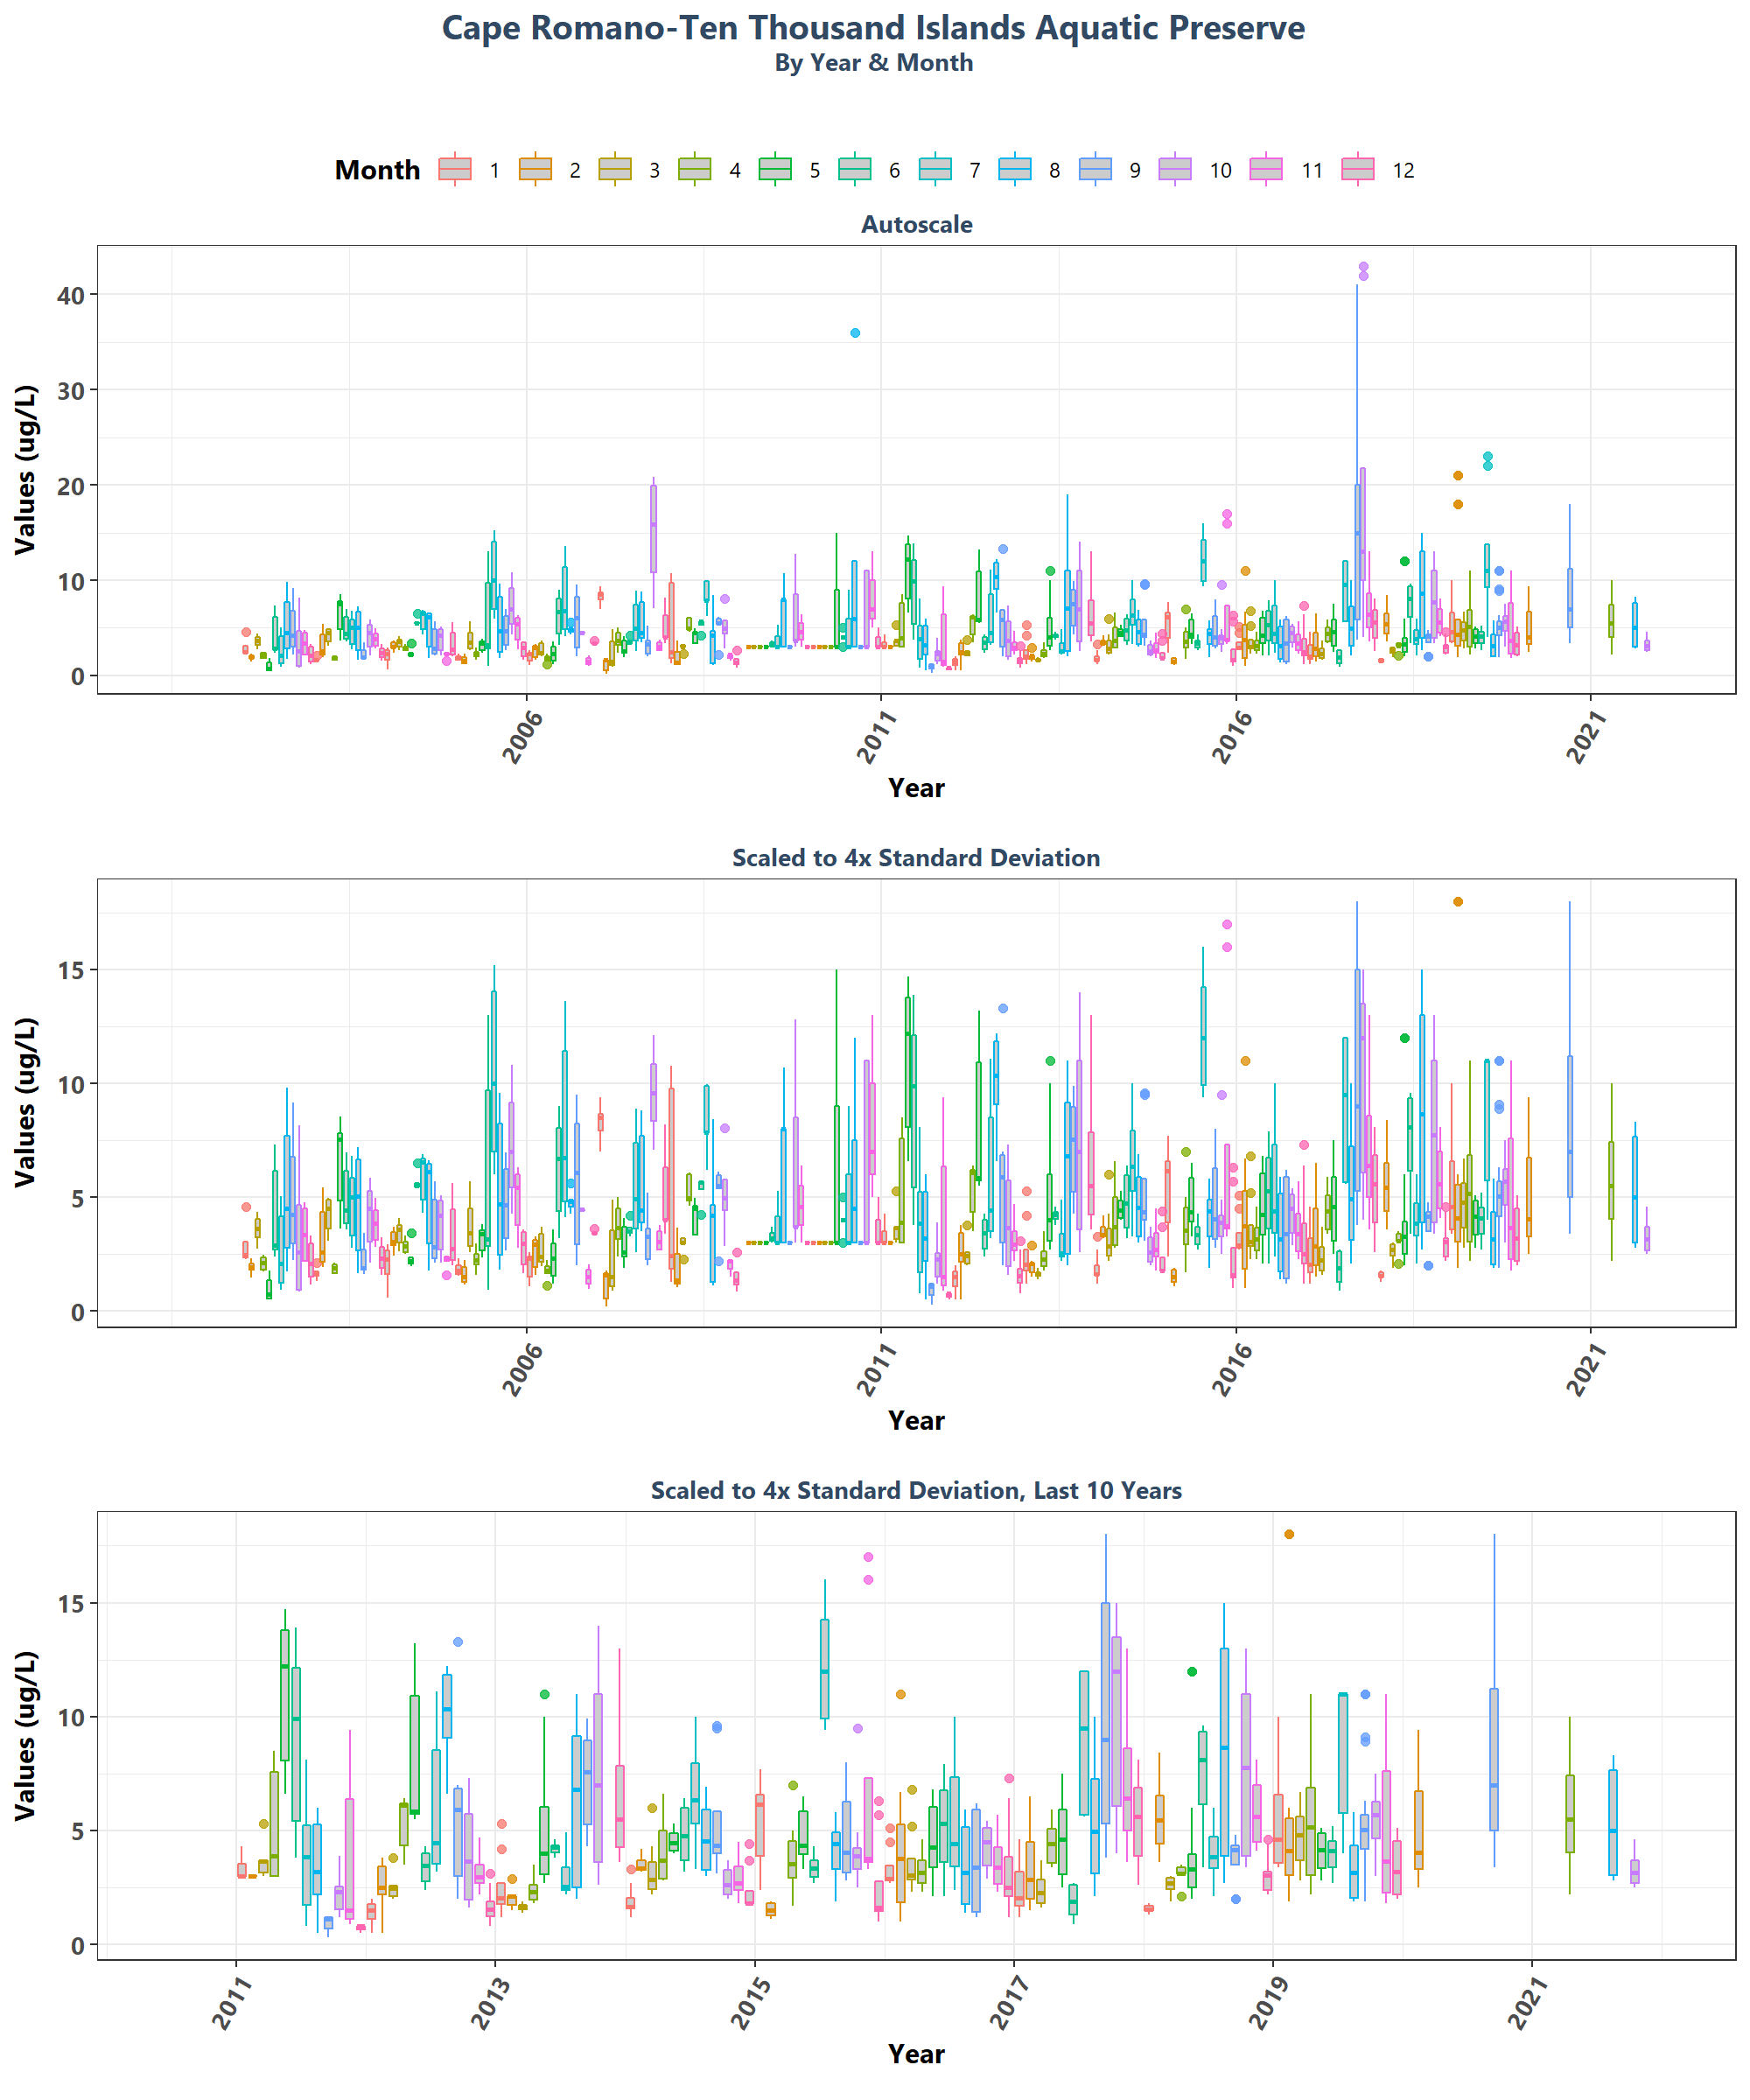 Cape Romano-Ten Thousand Islands Aquatic Preserve
By Year & Month
Month 1 2 3 4 5 6 7 8 9 10 11 12
Autoscale
Values (ug/L)
40
30
20
10
0
2006 2011 2016 2021
Year
Scaled to 4x Standard Deviation
Values (ug/L)
15
10
5
0
2006 2011 2016 2021
Year
Scaled to 4x Standard Deviation, Last 10 Years
Values (ug/L)
15
10
5
0
2011 2013 2015 2017 2019 2021
Year